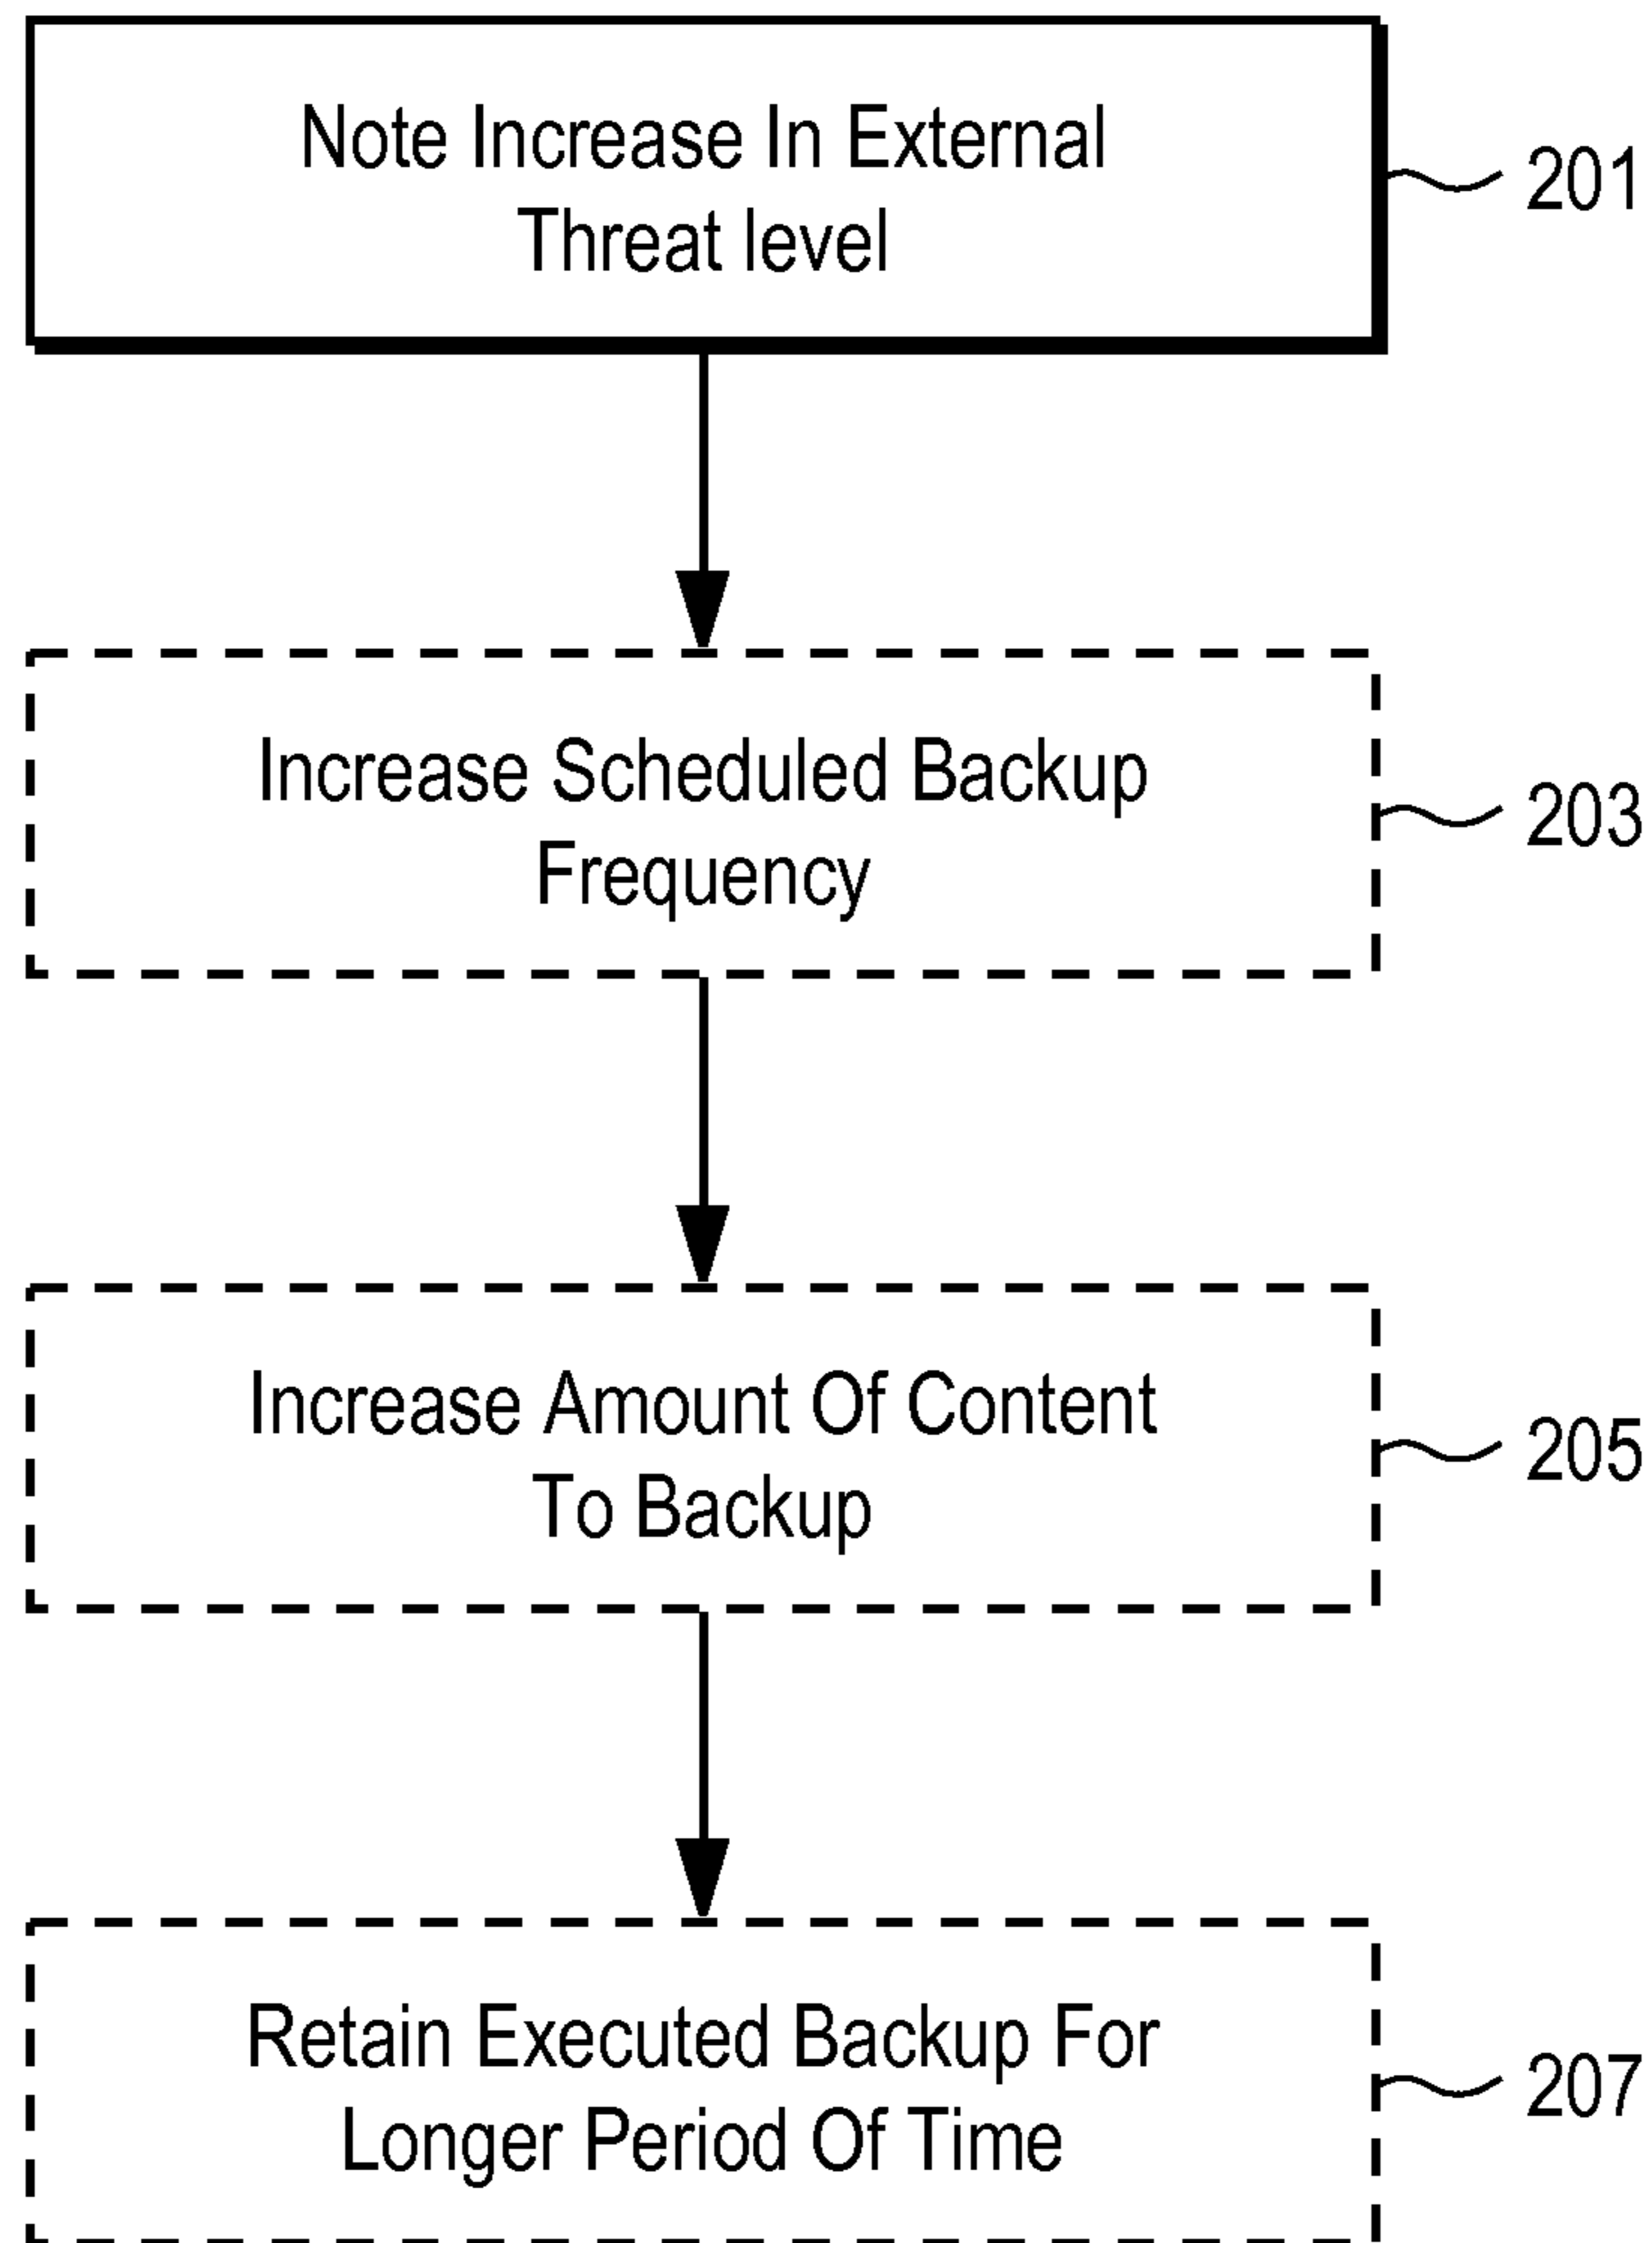 Note Increase In External
Threat level
201
Increase Scheduled Backup
Frequency
203
Increase Amount Of Content
To Backup
205
Retain Executed Backup For
Longer Period Of Time
207